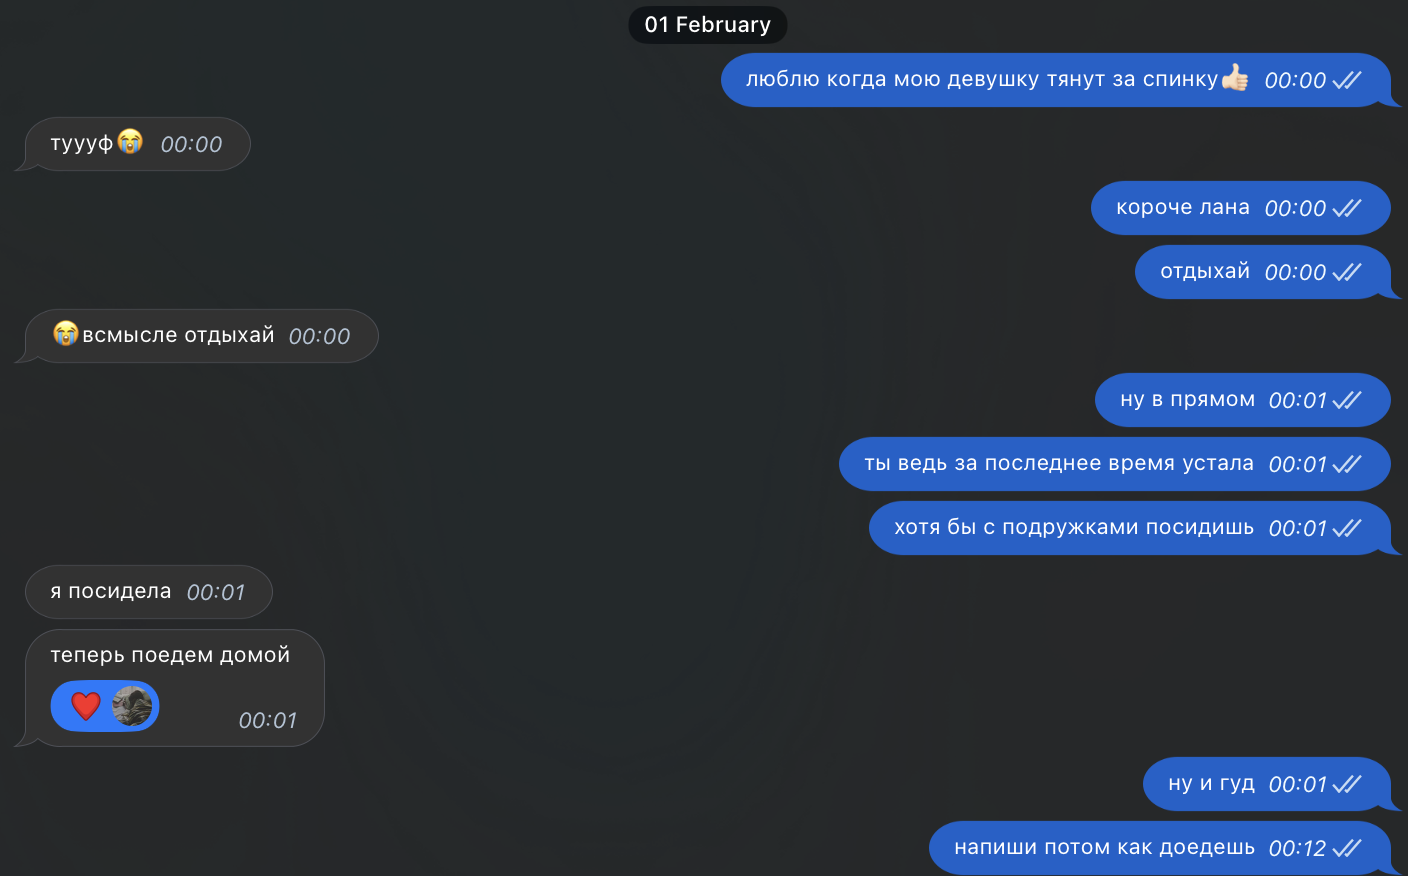 01 February
люблю когда мою девушку тянут за спинку👍🏻 00:00
туууф😭 00:00
короче лана 00:00
отдыхай 00:00
😭всмысле отдыхай 00:00
ну в прямом 00:01
ты ведь за последнее время устала 00:01
хотя бы с подружками посидишь 00:01
я посидела 00:01
теперь поедем домой
❤️ 00:01
ну и гуд 00:01
напиши потом как доедешь 00:12